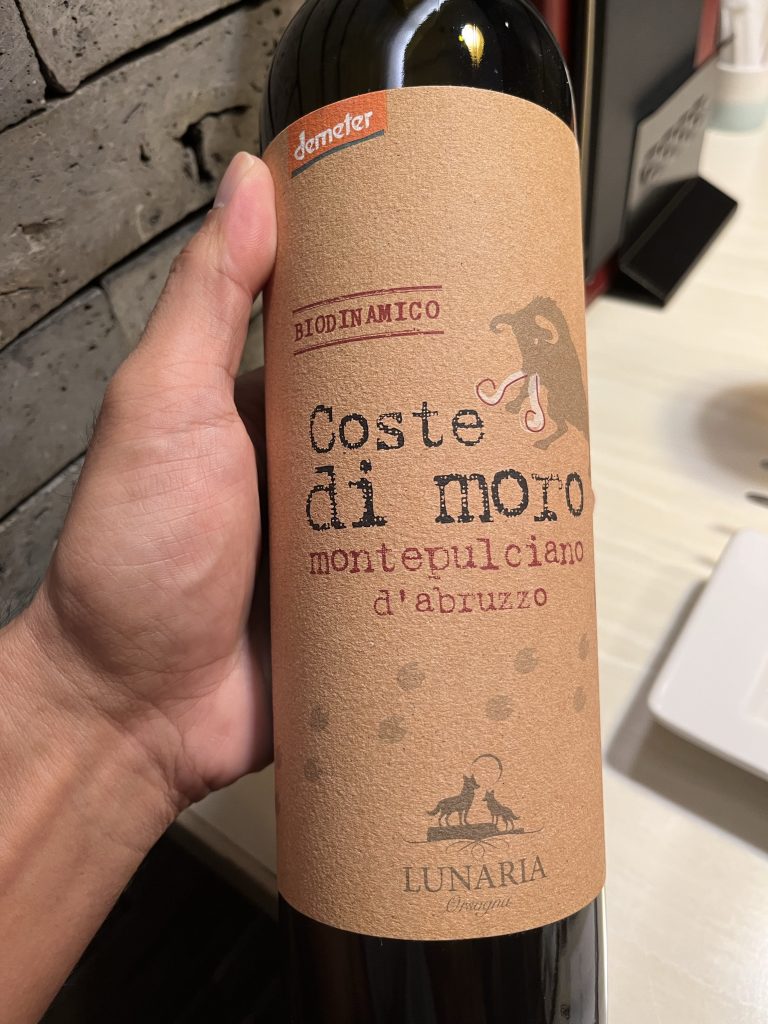 demeter
BIODINAMICO
Coste
di moro
montepulciano
d'abruzzo
LUNARIA
Orsogna